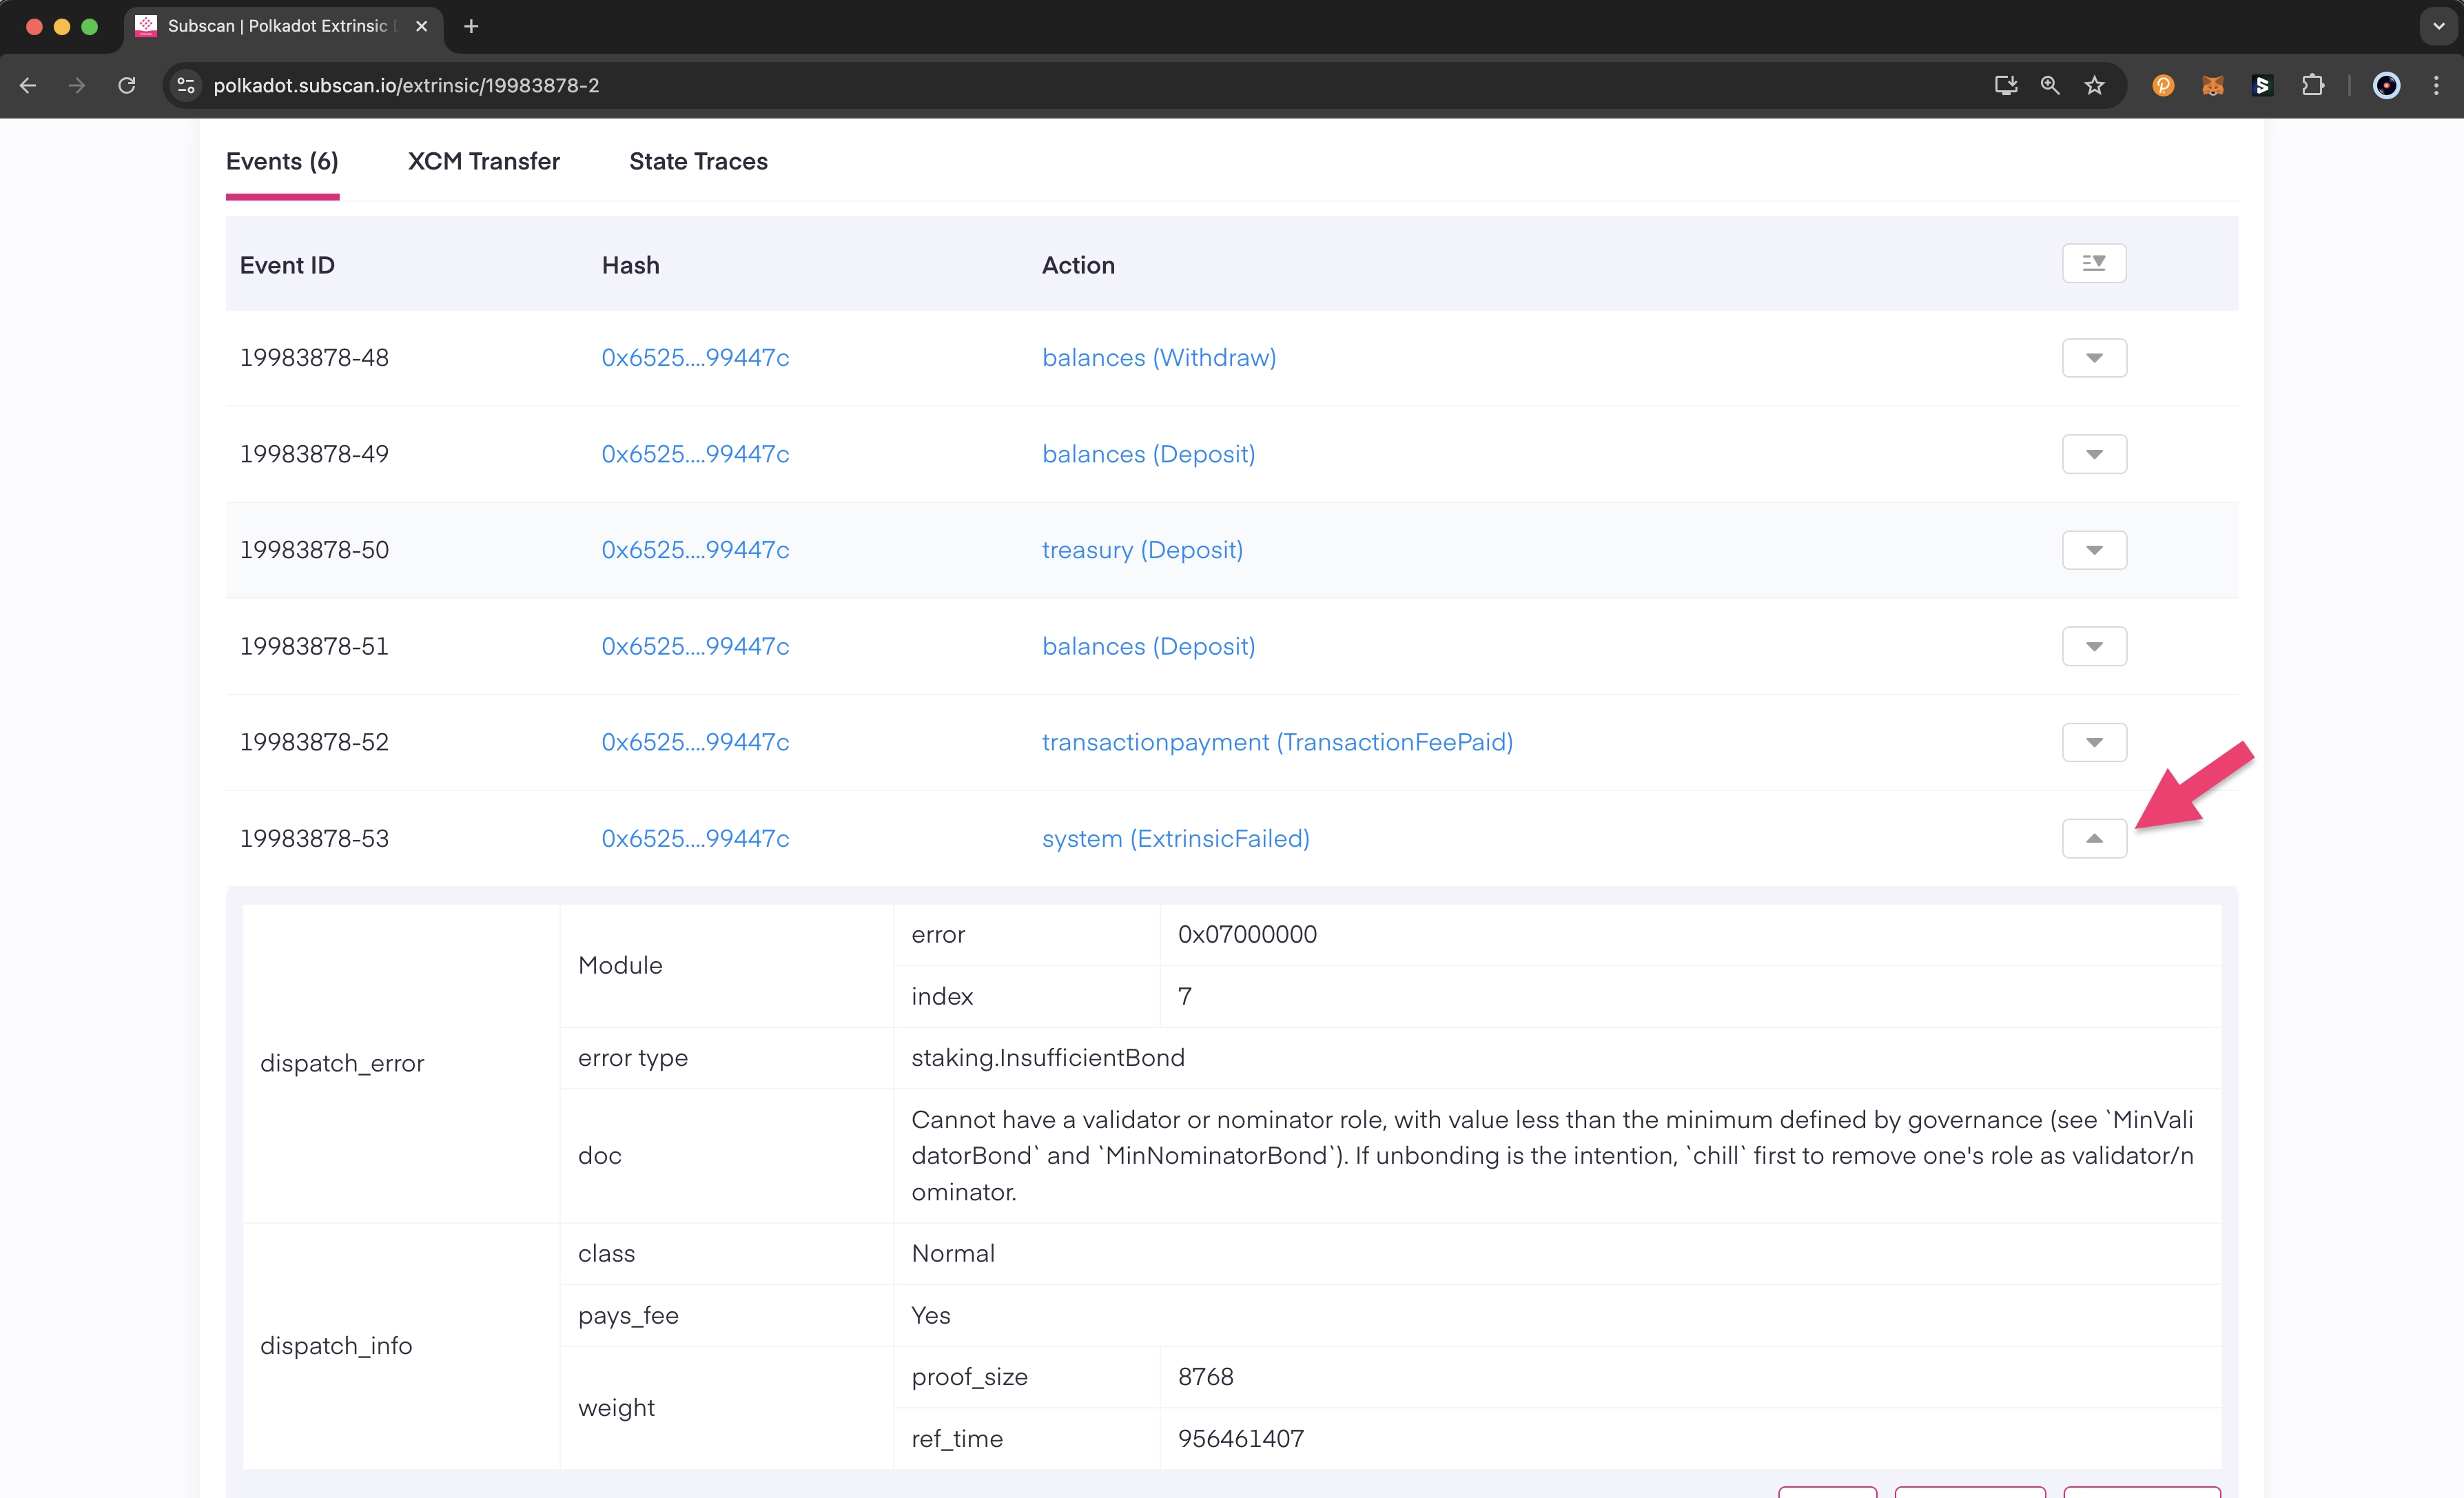 Subscan | Polkadot Extrinsic
polkadot.subscan.io/extrinsic/19983878-2
Events (6) XCM Transfer State Traces
Event ID Hash Action
19983878-48 0x6525....99447c balances (Withdraw)
19983878-49 0x6525....99447c balances (Deposit)
19983878-50 0x6525....99447c treasury (Deposit)
19983878-51 0x6525....99447c balances (Deposit)
19983878-52 0x6525....99447c transactionpayment (TransactionFeePaid)
19983878-53 0x6525....99447c system (ExtrinsicFailed)
error 0x07000000
Module
index 7
dispatch_error
error type staking.InsufficientBond
Cannot have a validator or nominator role, with value less than the minimum defined by governance (see `MinVali
doc datorBond` and `MinNominatorBond`). If unbonding is the intention, `chill` first to remove one's role as validator/n
ominator.
class Normal
pays_fee Yes
dispatch_info
proof_size 8768
weight
ref_time 956461407